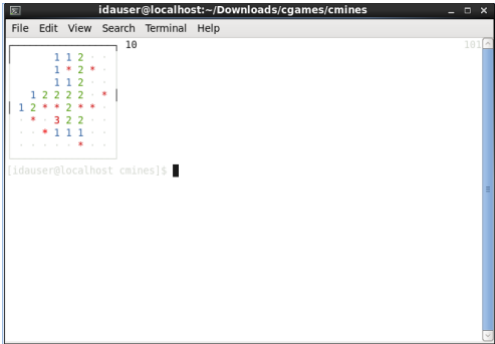 idauser@localhost:~/Downloads/cgames/cmines
File Edit View Search Terminal Help
10 101
1 1 2 · ·
1 * 2 * ·
1 1 2 · ·
1 2 2 2 2 · *
1 2 * * 2 * * ·
· * · 3 2 2 · ·
· · * 1 1 1 · ·
· · · · · * · ·
[idauser@localhost cmines]$